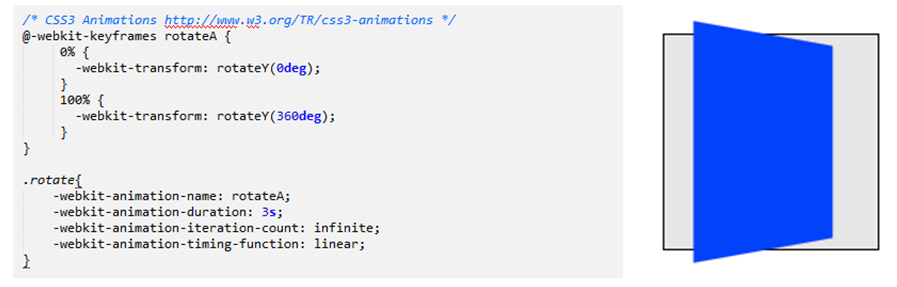 /* CSS3 Animations http://www.w3.org/TR/css3-animations */
@-webkit-keyframes rotateA {
0% {
-webkit-transform: rotateY(0deg);
}
100% {
-webkit-transform: rotateY(360deg);
}
}
.rotate{
-webkit-animation-name: rotateA;
-webkit-animation-duration: 3s;
-webkit-animation-iteration-count: infinite;
-webkit-animation-timing-function: linear;
}